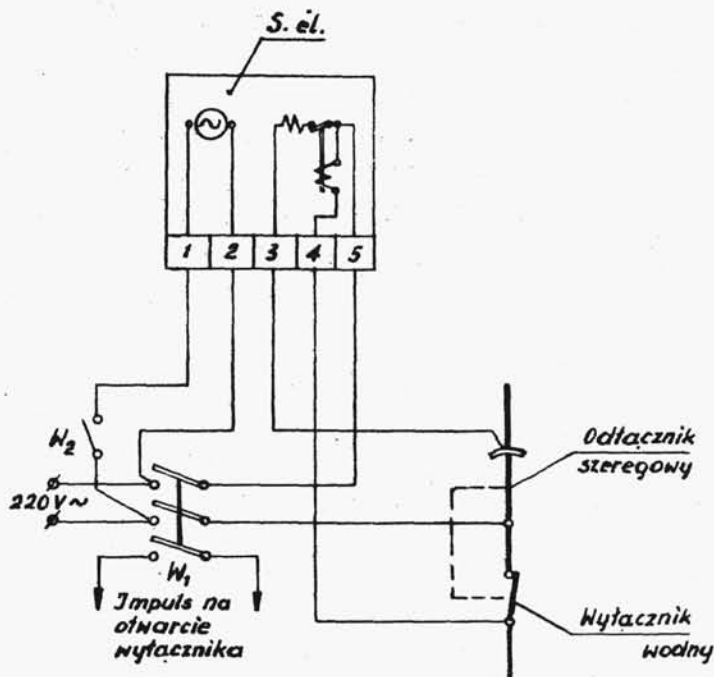 S. el.
1 2 3 4 5
W2
220V~
W1
Impuls na
otwarcie
wyłącznika
Odłącznik
szeregowy
Wyłącznik
wodny